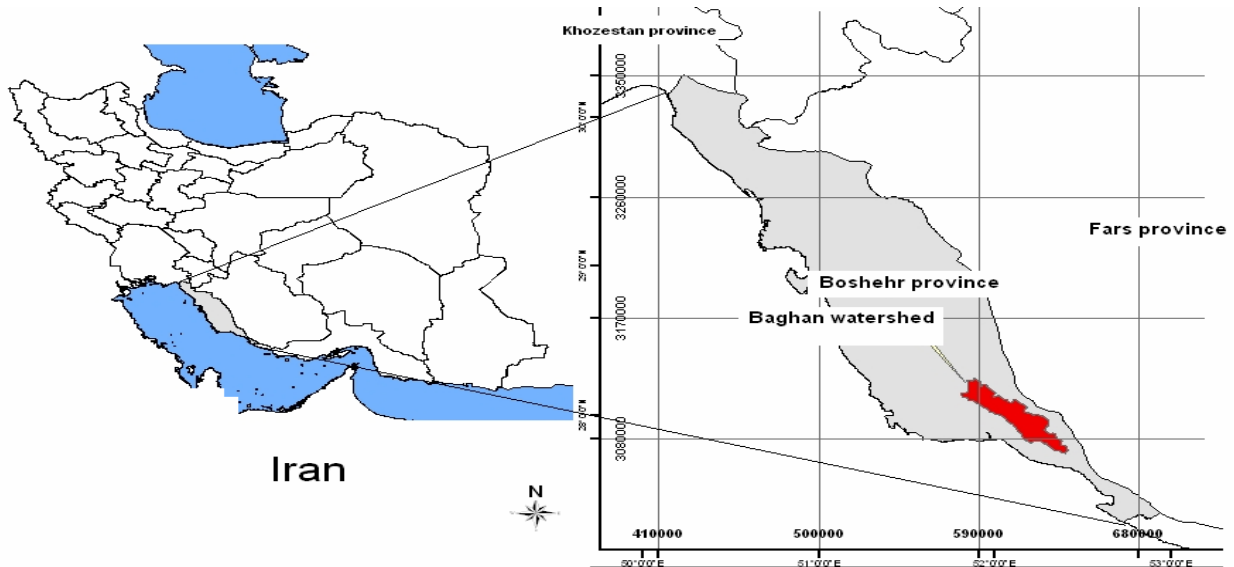 Iran
N
Khozestan province
Fars province
Boshehr province
Baghan watershed
3350000
3260000
3170000
3080000
30°0'0"N
29°0'0"N
28°0'0"N
410000
500000
590000
680000
50°0'0"E
51°0'0"E
52°0'0"E
53°0'0"E